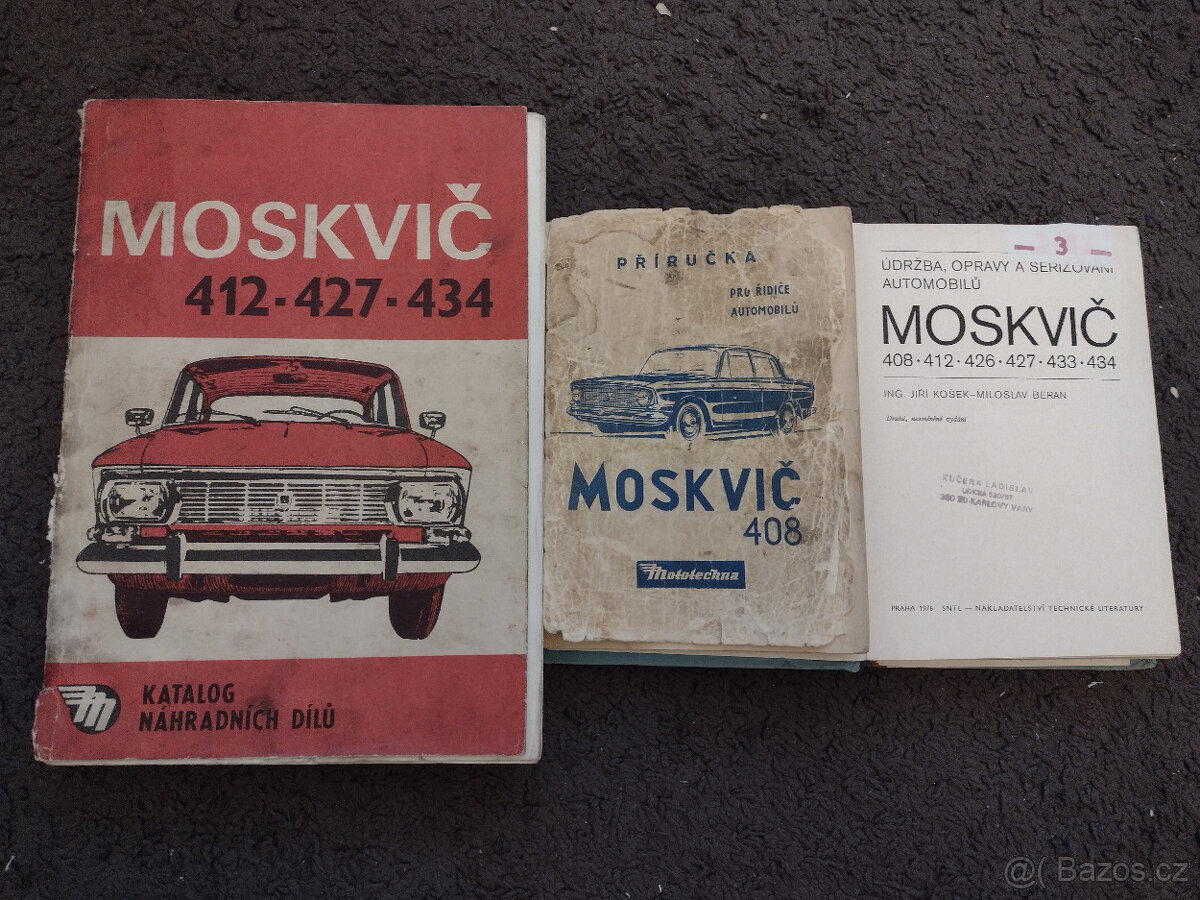 MOSKVIČ
412·427·434
KATALOG
NÁHRADNÍCH DÍLŮ
PŘÍRUČKA
PRO ŘIDIČE
AUTOMOBILŮ
MOSKVIČ
408
Mototechna
— 3 —
ÚDRŽBA, OPRAVY A SEŘIZOVÁNÍ
AUTOMOBILŮ
MOSKVIČ
408·412·426·427·433·434
ING. JIŘÍ KOŠEK–MILOSLAV BERAN
Druhé, nezměněné vydání
KUČERA LADISLAV
360 20 KARLOVY VARY
PRAHA 1976 SNTL — NAKLADATELSTVÍ TECHNICKÉ LITERATURY
@( Bazos.cz